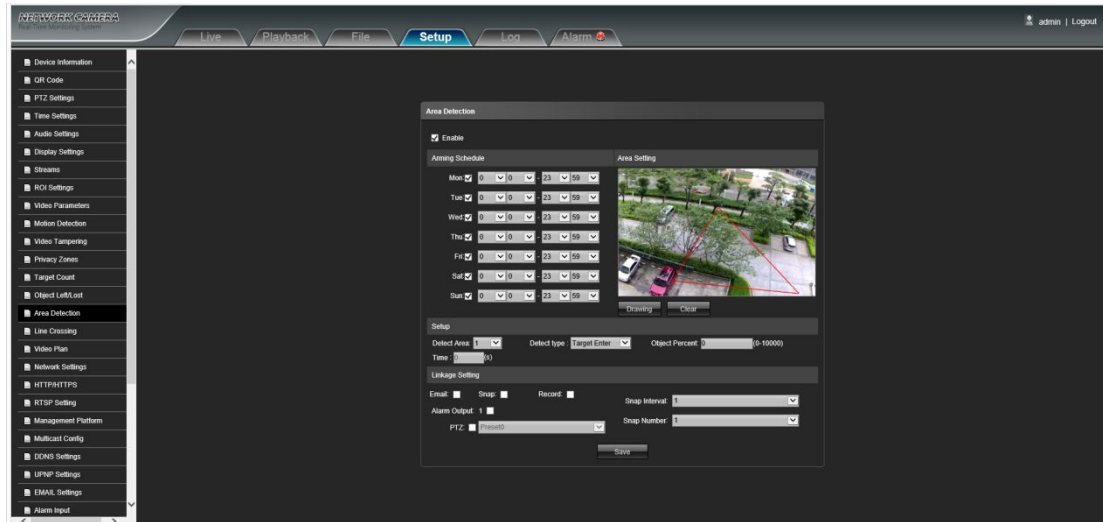 NETWORK CAMERA
Real-Time Monitoring System
admin | Logout
Live Playback File Setup Log Alarm
Device Information
QR Code
PTZ Settings
Time Settings
Audio Settings
Display Settings
Streams
ROI Settings
Video Parameters
Motion Detection
Video Tampering
Privacy Zones
Target Count
Object Left/Lost
Area Detection
Line Crossing
Video Plan
Network Settings
HTTP/HTTPS
RTSP Setting
Management Platform
Multicast Config
DDNS Settings
UPNP Settings
EMAIL Settings
Alarm Input
Area Detection
Enable
Arming Schedule Area Setting
Mon: 0 0 - 23 59
Tue: 0 0 - 23 59
Wed: 0 0 - 23 59
Thu: 0 0 - 23 59
Fri: 0 0 - 23 59
Sat: 0 0 - 23 59
Sun: 0 0 - 23 59
Drawing Clear
Setup
Detect Area: 1 Detect type : Target Enter Object Percent: 0 (0-10000)
Time : 0 (s)
Linkage Setting
Email: Snap: Record:
Snap Interval: 1
Alarm Output: 1
Snap Number: 1
PTZ: Preset0
Save